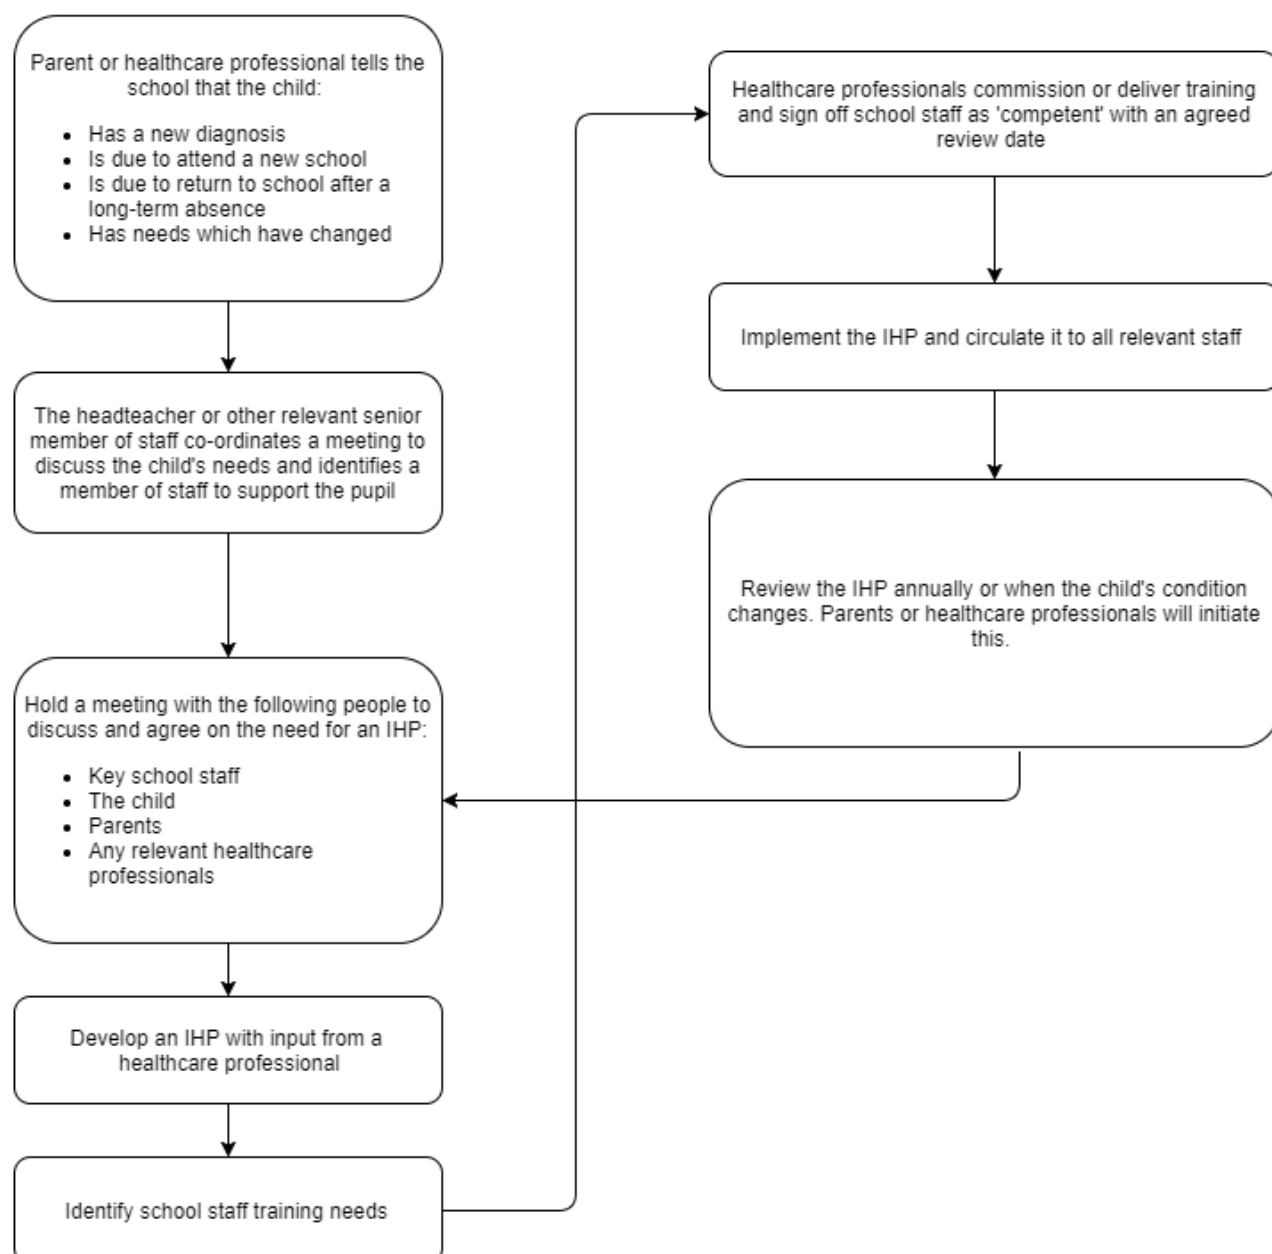 Parent or healthcare professional tells the
school that the child:
• Has a new diagnosis
• Is due to attend a new school
• Is due to return to school after a
long-term absence
• Has needs which have changed
The headteacher or other relevant senior
member of staff co-ordinates a meeting to
discuss the child's needs and identifies a
member of staff to support the pupil
Hold a meeting with the following people to
discuss and agree on the need for an IHP:
• Key school staff
• The child
• Parents
• Any relevant healthcare
professionals
Develop an IHP with input from a
healthcare professional
Identify school staff training needs
Healthcare professionals commission or deliver training
and sign off school staff as 'competent' with an agreed
review date
Implement the IHP and circulate it to all relevant staff
Review the IHP annually or when the child's condition
changes. Parents or healthcare professionals will initiate
this.